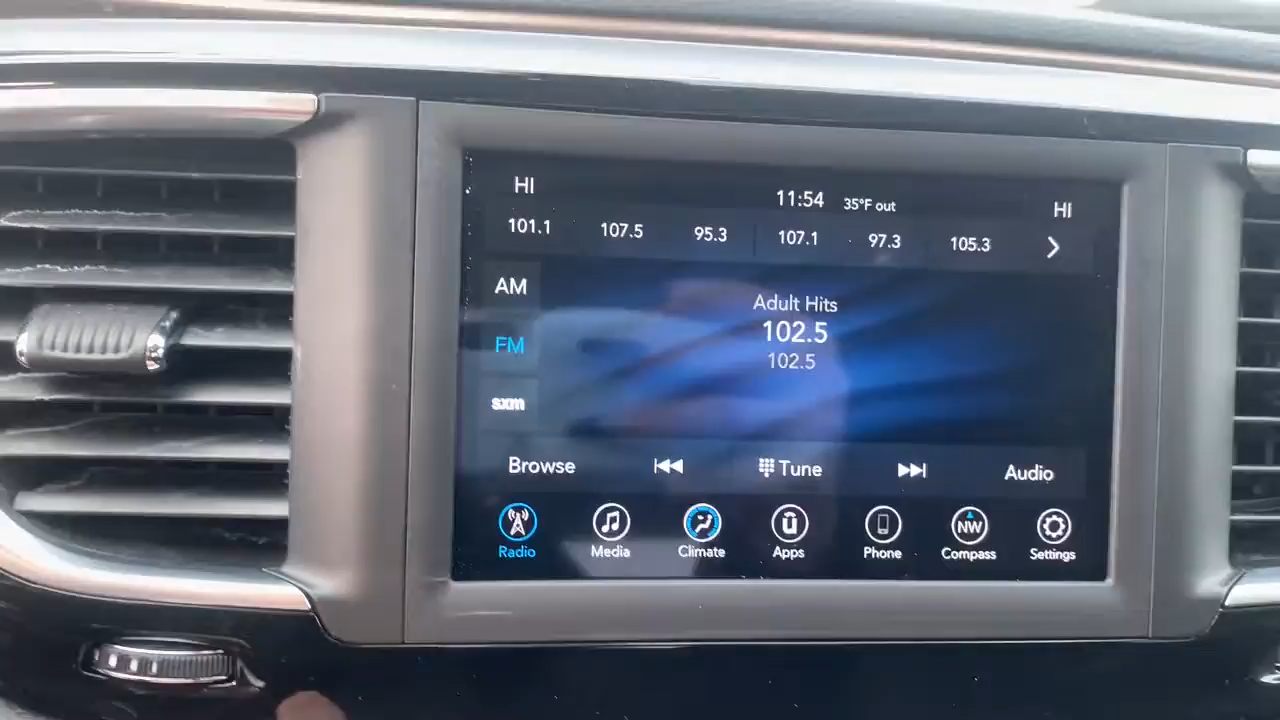 HI 11:54 35°F out HI
101.1 107.5 95.3 107.1 97.3 105.3
AM
FM
sxm
Adult Hits
102.5
102.5
Browse Tune Audio
NW
Radio Media Climate Apps Phone Compass Settings